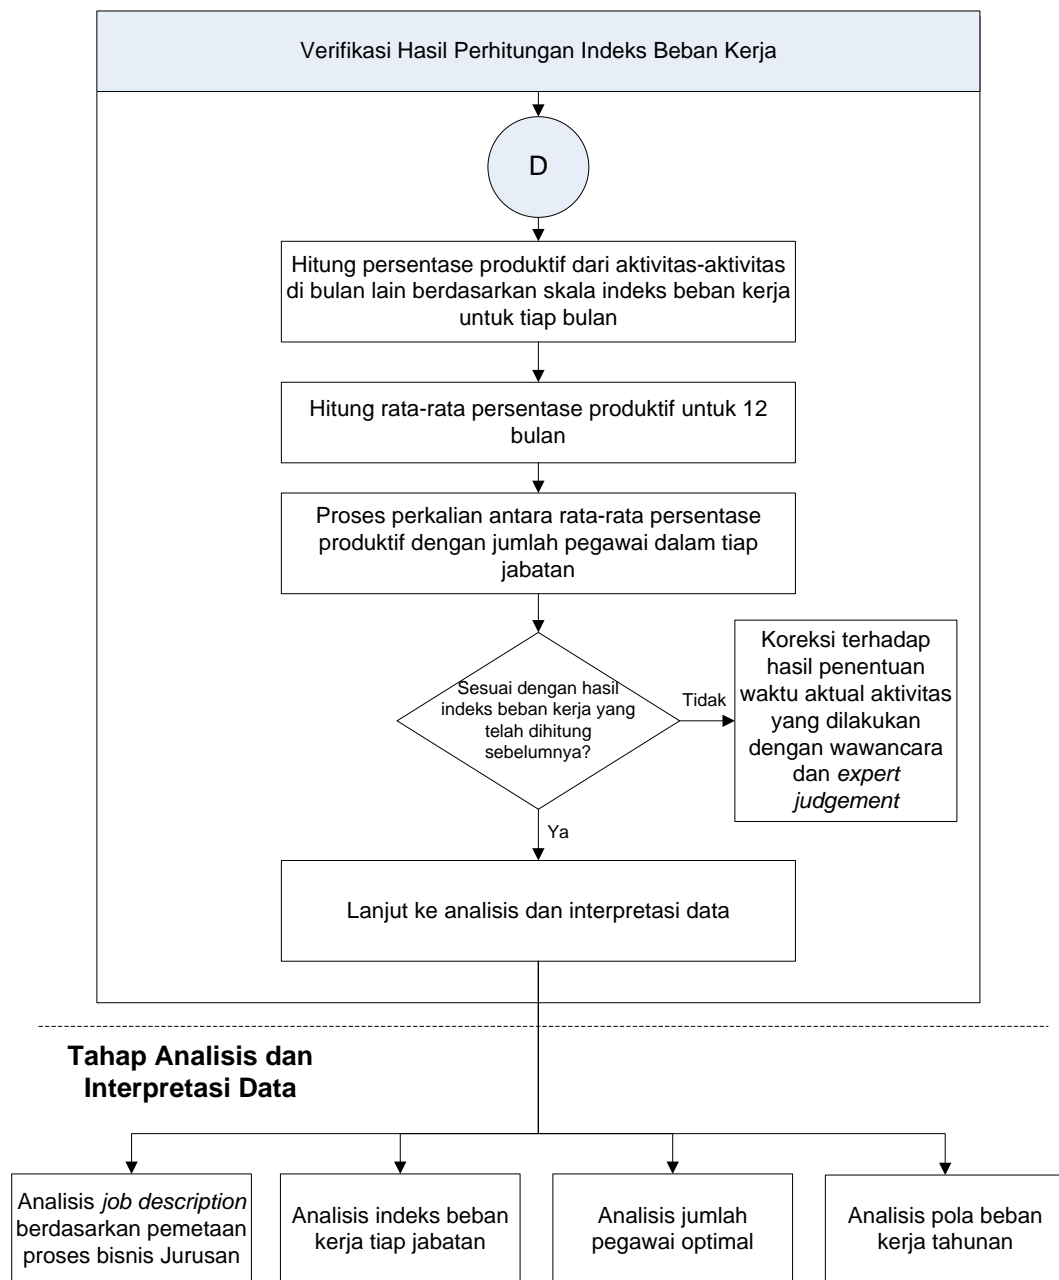 Verifikasi Hasil Perhitungan Indeks Beban Kerja
D
Hitung persentase produktif dari aktivitas-aktivitas
di bulan lain berdasarkan skala indeks beban kerja
untuk tiap bulan
Hitung rata-rata persentase produktif untuk 12
bulan
Proses perkalian antara rata-rata persentase
produktif dengan jumlah pegawai dalam tiap
jabatan
Sesuai dengan hasil
indeks beban kerja yang
telah dihitung
sebelumnya?
Tidak
Koreksi terhadap
hasil penentuan
waktu aktual aktivitas
yang dilakukan
dengan wawancara
dan expert
judgement
Ya
Lanjut ke analisis dan interpretasi data
Tahap Analisis dan
Interpretasi Data
Analisis job description
berdasarkan pemetaan
proses bisnis Jurusan
Analisis indeks beban
kerja tiap jabatan
Analisis jumlah
pegawai optimal
Analisis pola beban
kerja tahunan